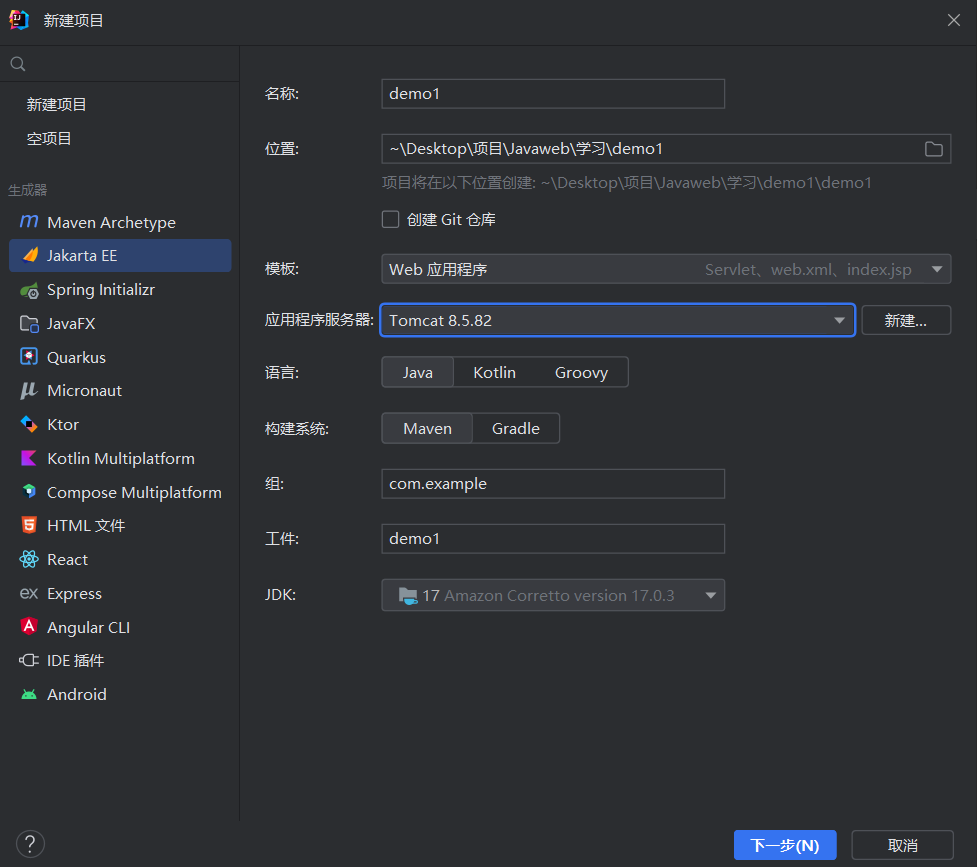 新建项目
新建项目
空项目
生成器
Maven Archetype
Jakarta EE
Spring Initializr
JavaFX
Quarkus
Micronaut
Ktor
Kotlin Multiplatform
Compose Multiplatform
HTML 文件
React
Express
Angular CLI
IDE 插件
Android
名称: demo1
位置: ~\Desktop\项目\Javaweb\学习\demo1
项目将在以下位置创建: ~\Desktop\项目\Javaweb\学习\demo1\demo1
创建 Git 仓库
模板: Web 应用程序 Servlet、web.xml、index.jsp
应用程序服务器: Tomcat 8.5.82 新建...
语言: Java Kotlin Groovy
构建系统: Maven Gradle
组: com.example
工件: demo1
JDK: 17 Amazon Corretto version 17.0.3
? 下一步(N) 取消